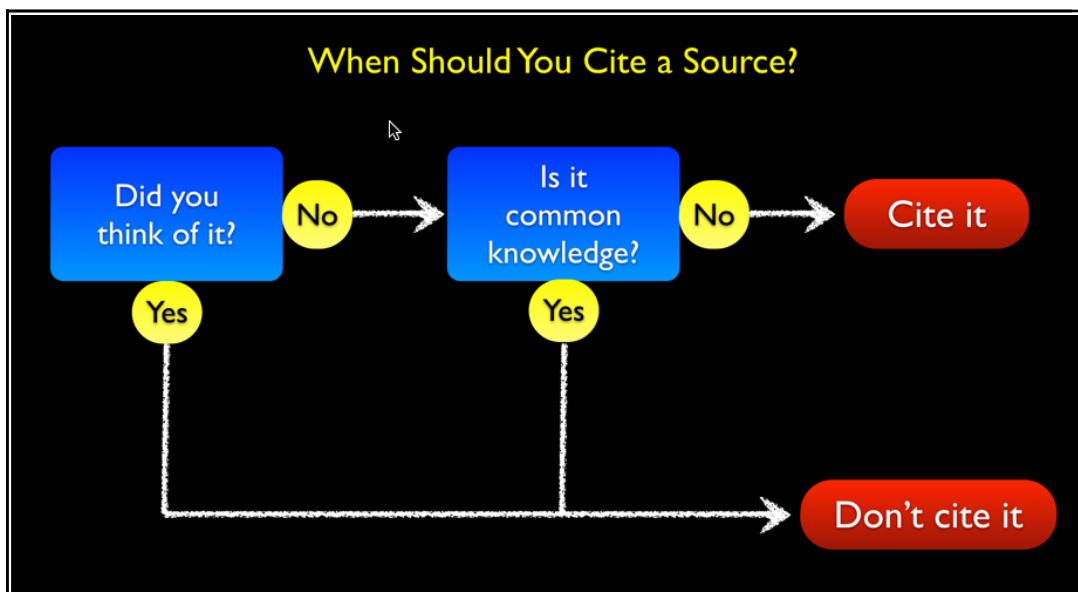 When Should You Cite a Source?
Did you
think of it?
No
Is it
common
knowledge?
No
Cite it
Yes
Yes
Don't cite it